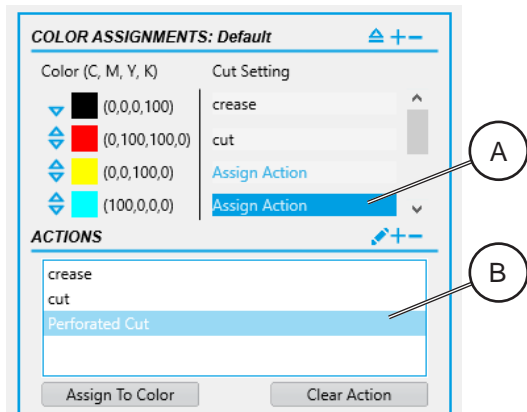 COLOR ASSIGNMENTS: Default
Color (C, M, Y, K) Cut Setting
(0,0,0,100) crease
(0,100,100,0) cut
(0,0,100,0) Assign Action
(100,0,0,0) Assign Action
A
ACTIONS
crease
cut
Perforated Cut
B
Assign To Color Clear Action